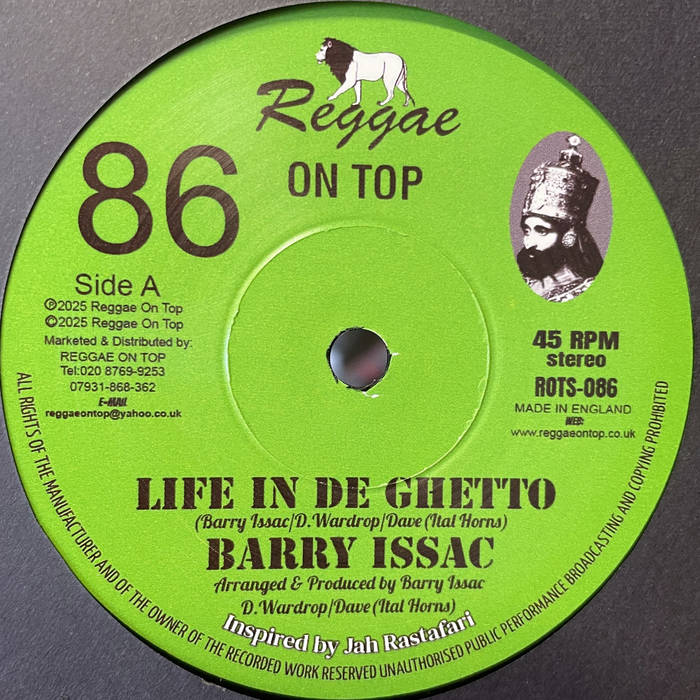 Reggae
ON TOP
86
Side A
℗2025 Reggae On Top
©2025 Reggae On Top
Marketed & Distributed by:
REGGAE ON TOP
Tel:020 8769-9253
07931-868-362
E-MAIL
reggaeontop@yahoo.co.uk
45 RPM
stereo
ROTS-086
MADE IN ENGLAND
WEB:
www.reggaeontop.co.uk
LIFE IN DE GHETTO
(Barry Issac/D.Wardrop/Dave(Ital Horns)
BARRY ISSAC
Arranged & Produced by Barry Issac
D.Wardrop/Dave(Ital Horns)
Inspired by Jah Rastafari
ALL RIGHTS OF THE MANUFACTURER AND OF THE OWNER OF THE RECORDED WORK RESERVED UNAUTHORISED PUBLIC PERFORMANCE BROADCASTING AND COPYING PROHIBITED